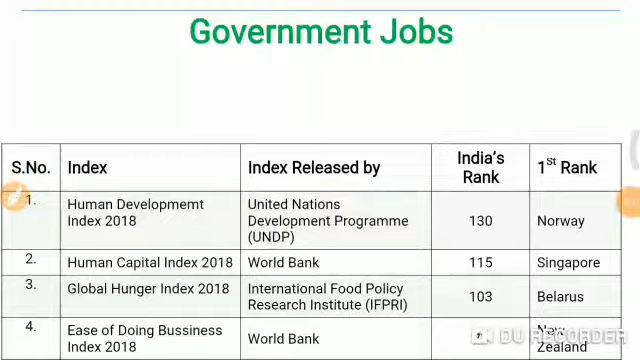 Government Jobs
S.No. Index Index Released by India's Rank 1St Rank
1. Human Developmemt Index 2018 United Nations Development Programme (UNDP) 130 Norway
2. Human Capital Index 2018 World Bank 115 Singapore
3. Global Hunger Index 2018 International Food Policy Research Institute (IFPRI) 103 Belarus
4. Ease of Doing Bussiness Index 2018 World Bank New Zealand
DU RECORDER